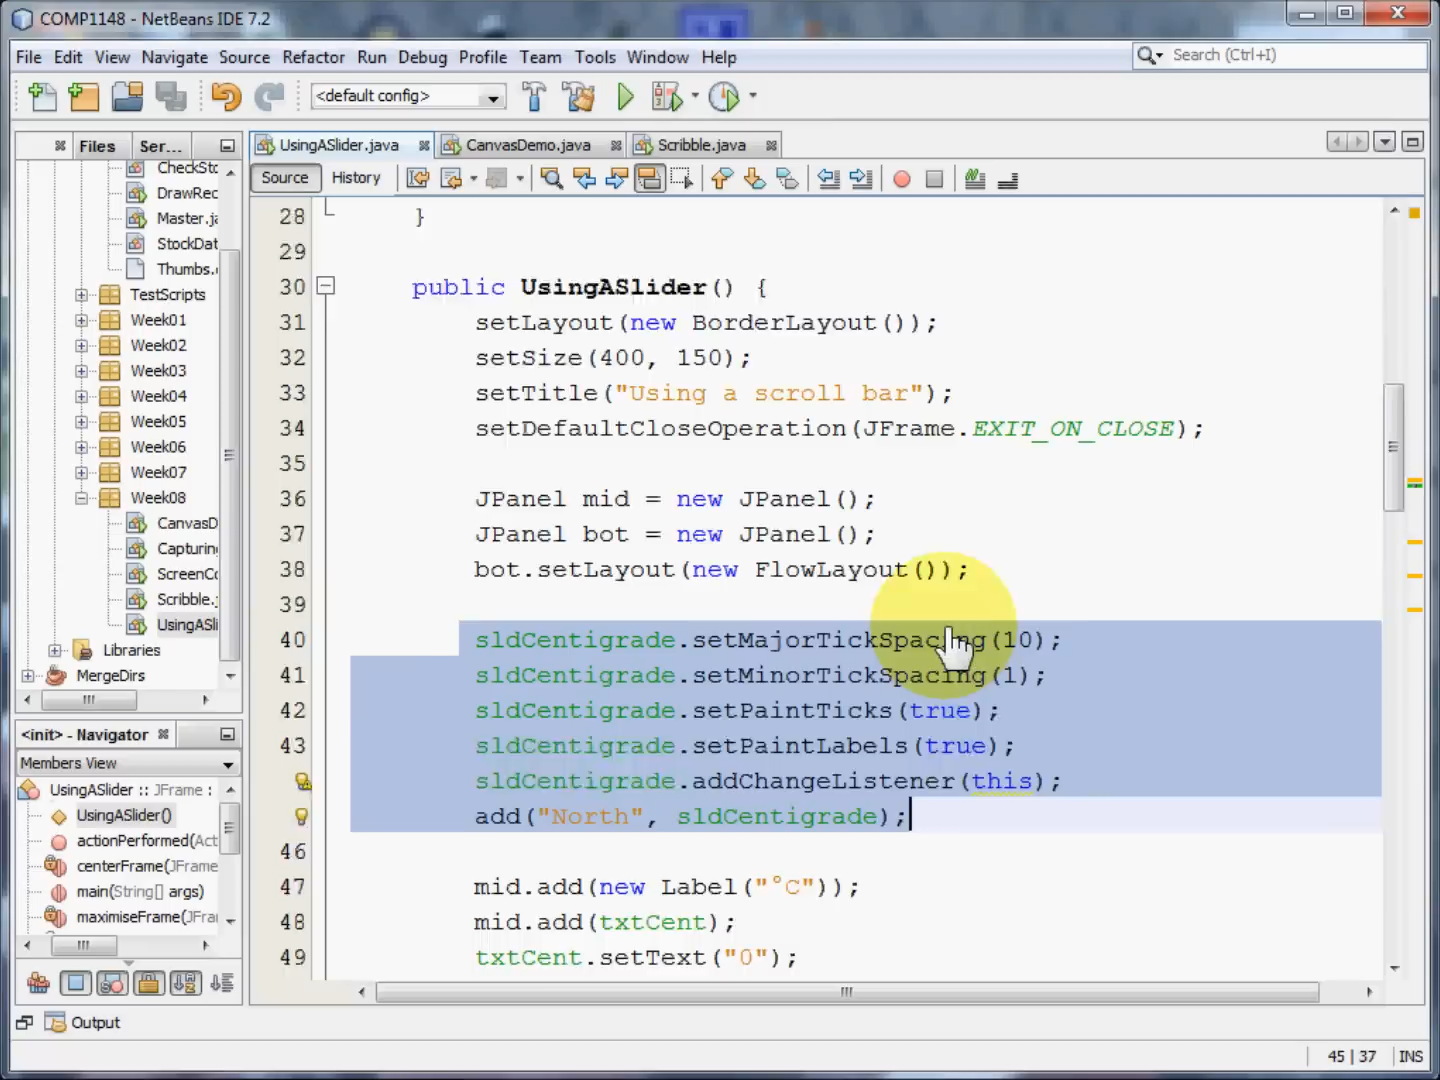 COMP1148 - NetBeans IDE 7.2
File Edit View Navigate Source Refactor Run Debug Profile Team Tools Window Help
Search (Ctrl+I)
<default config>
Files Ser...
UsingASlider.java CanvasDemo.java Scribble.java
Source History
CheckSto
DrawRec
Master.ja
StockDat
Thumbs.
TestScripts
Week01
Week02
Week03
Week04
Week05
Week06
Week07
Week08
CanvasD
Capturing
ScreenCo
Scribble.j
UsingASli
Libraries
MergeDirs
<init> - Navigator
Members View
UsingASlider :: JFrame :
UsingASlider()
actionPerformed(Act
centerFrame(JFrame
main(String[] args)
maximiseFrame(JFra
28 }
29
30 public UsingASlider() {
31 setLayout(new BorderLayout());
32 setSize(400, 150);
33 setTitle("Using a scroll bar");
34 setDefaultCloseOperation(JFrame.EXIT_ON_CLOSE);
35
36 JPanel mid = new JPanel();
37 JPanel bot = new JPanel();
38 bot.setLayout(new FlowLayout());
39
40 sldCentigrade.setMajorTickSpacing(10);
41 sldCentigrade.setMinorTickSpacing(1);
42 sldCentigrade.setPaintTicks(true);
43 sldCentigrade.setPaintLabels(true);
sldCentigrade.addChangeListener(this);
add("North", sldCentigrade);
46
47 mid.add(new Label("°C"));
48 mid.add(txtCent);
49 txtCent.setText("0");
Output
45 | 37 INS